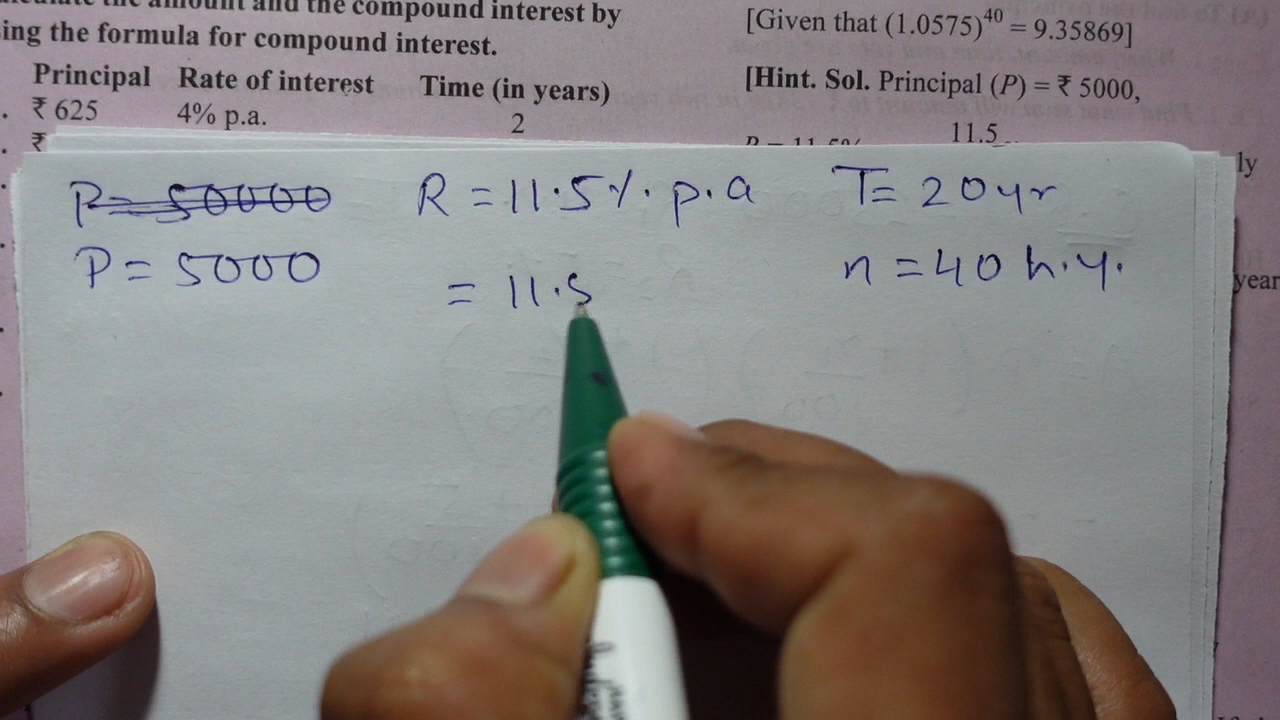 the amount and the compound interest by
ing the formula for compound interest.
Principal Rate of interest Time (in years)
₹ 625 4% p.a. 2
₹
[Given that (1.0575)⁴⁰ = 9.35869]
[Hint. Sol. Principal (P) = ₹ 5000,
11.5
ly
year
P = 50000 R = 11.5%. p.a T = 20 yr
P = 5000 n = 40 h.y.
= 11.5